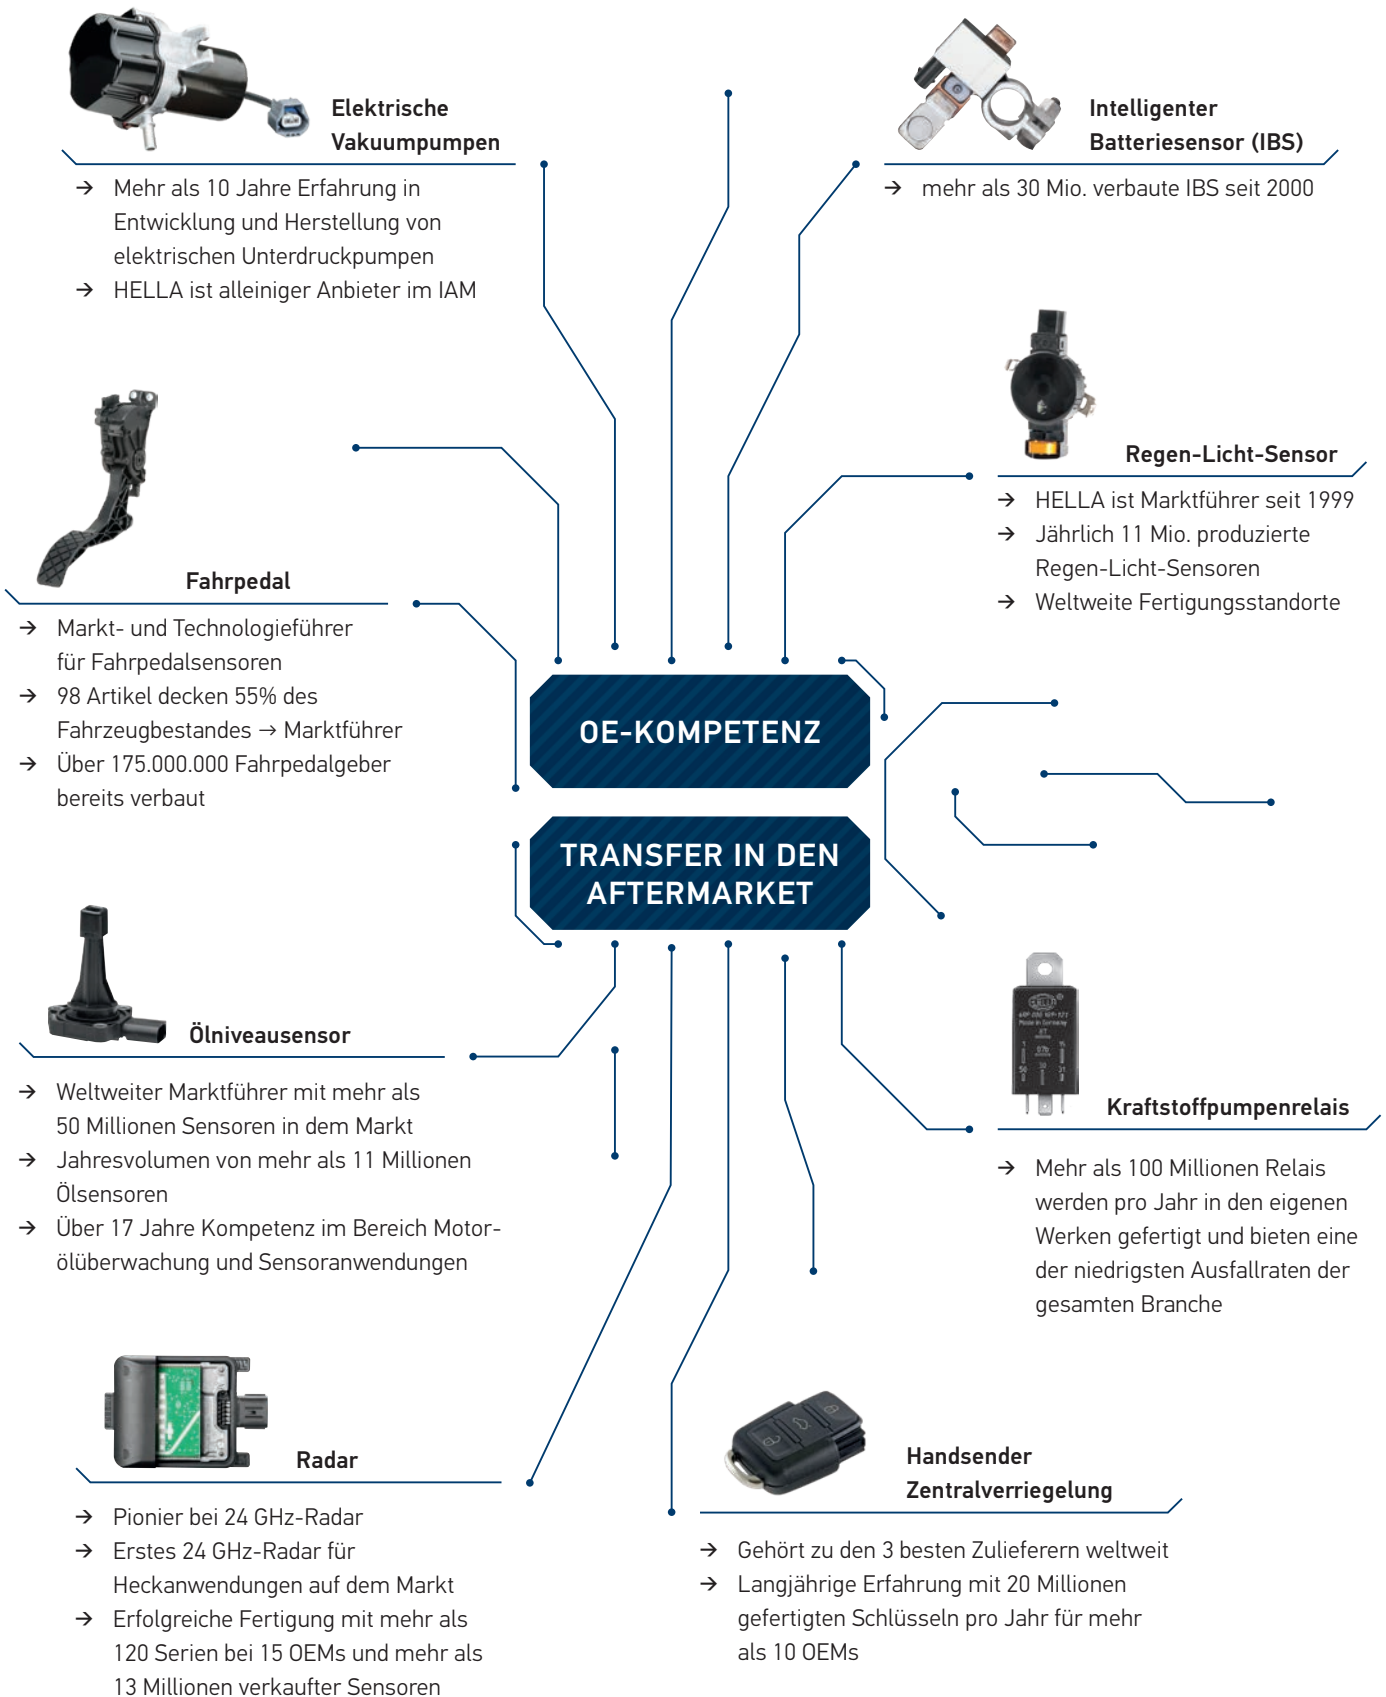 Elektrische
Vakuumpumpen
→ Mehr als 10 Jahre Erfahrung in
Entwicklung und Herstellung von
elektrischen Unterdruckpumpen
→ HELLA ist alleiniger Anbieter im IAM
Intelligenter
Batteriesensor (IBS)
→ mehr als 30 Mio. verbaute IBS seit 2000
Regen-Licht-Sensor
→ HELLA ist Marktführer seit 1999
→ Jährlich 11 Mio. produzierte
Regen-Licht-Sensoren
→ Weltweite Fertigungsstandorte
Fahrpedal
→ Markt- und Technologieführer
für Fahrpedalsensoren
→ 98 Artikel decken 55% des
Fahrzeugbestandes → Marktführer
→ Über 175.000.000 Fahrpedalgeber
bereits verbaut
OE-KOMPETENZ
TRANSFER IN DEN
AFTERMARKET
Ölniveausensor
→ Weltweiter Marktführer mit mehr als
50 Millionen Sensoren in dem Markt
→ Jahresvolumen von mehr als 11 Millionen
Ölsensoren
→ Über 17 Jahre Kompetenz im Bereich Motor-
ölüberwachung und Sensoranwendungen
HELLA
Made in Germany
Kraftstoffpumpenrelais
→ Mehr als 100 Millionen Relais
werden pro Jahr in den eigenen
Werken gefertigt und bieten eine
der niedrigsten Ausfallraten der
gesamten Branche
Radar
→ Pionier bei 24 GHz-Radar
→ Erstes 24 GHz-Radar für
Heckanwendungen auf dem Markt
→ Erfolgreiche Fertigung mit mehr als
120 Serien bei 15 OEMs und mehr als
13 Millionen verkaufter Sensoren
Handsender
Zentralverriegelung
→ Gehört zu den 3 besten Zulieferern weltweit
→ Langjährige Erfahrung mit 20 Millionen
gefertigten Schlüsseln pro Jahr für mehr
als 10 OEMs